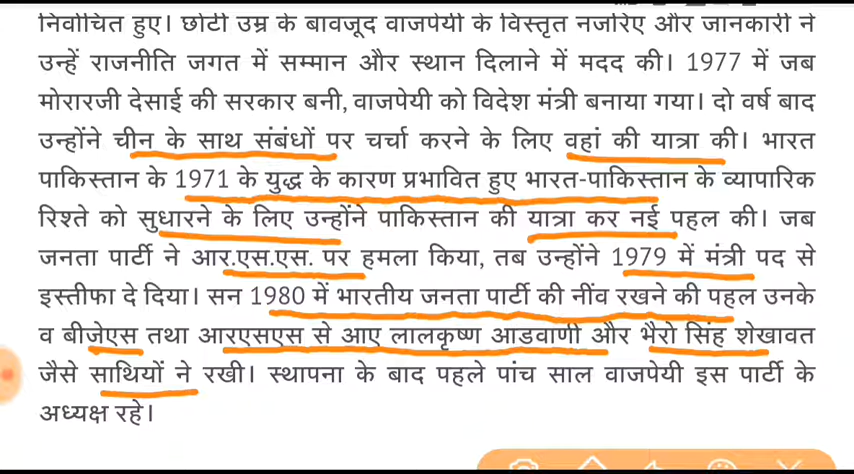 निर्वाचित हुए। छोटी उम्र के बावजूद वाजपेयी के विस्तृत नजरिए और जानकारी ने
उन्हें राजनीति जगत में सम्मान और स्थान दिलाने में मदद की। 1977 में जब
मोरारजी देसाई की सरकार बनी, वाजपेयी को विदेश मंत्री बनाया गया। दो वर्ष बाद
उन्होंने चीन के साथ संबंधों पर चर्चा करने के लिए वहां की यात्रा की। भारत
पाकिस्तान के 1971 के युद्ध के कारण प्रभावित हुए भारत-पाकिस्तान के व्यापारिक
रिश्ते को सुधारने के लिए उन्होंने पाकिस्तान की यात्रा कर नई पहल की। जब
जनता पार्टी ने आर.एस.एस. पर हमला किया, तब उन्होंने 1979 में मंत्री पद से
इस्तीफा दे दिया। सन 1980 में भारतीय जनता पार्टी की नींव रखने की पहल उनके
व बीजेएस तथा आरएसएस से आए लालकृष्ण आडवाणी और भैरो सिंह शेखावत
जैसे साथियों ने रखी। स्थापना के बाद पहले पांच साल वाजपेयी इस पार्टी के
अध्यक्ष रहे।